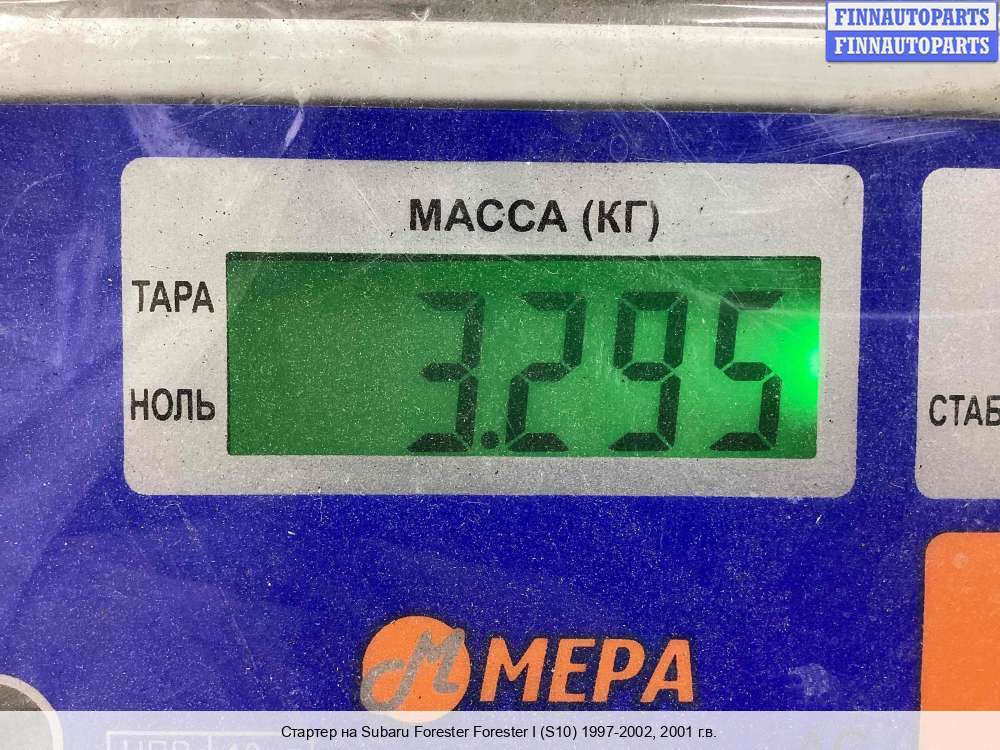 FINNAUTOPARTS
FINNAUTOPARTS
МАССА (КГ)
ТАРА
3.295
НОЛЬ
СТАБ
М МЕРА
Стартер на Subaru Forester Forester I (S10) 1997-2002, 2001 г.в.